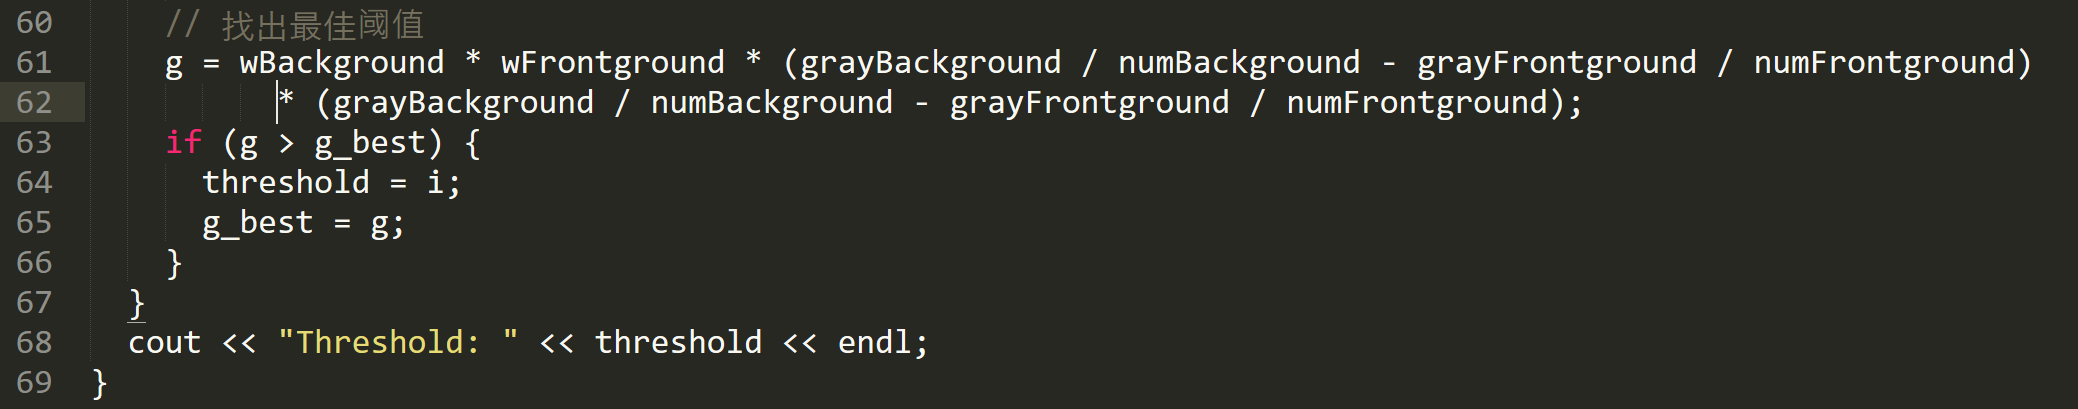 60 // 找出最佳阈值
61 g = wBackground * wFrontground * (grayBackground / numBackground - grayFrontground / numFrontground)
62 * (grayBackground / numBackground - grayFrontground / numFrontground);
63 if (g > g_best) {
64 threshold = i;
65 g_best = g;
66 }
67 }
68 cout << "Threshold: " << threshold << endl;
69 }